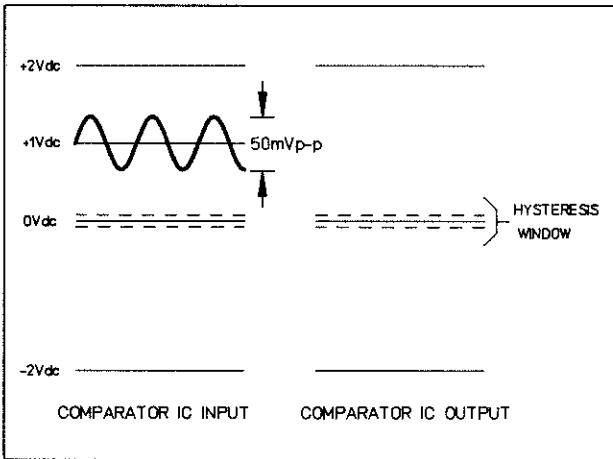 +2Vdc
+1Vdc
50mVp-p
0Vdc
HYSTERESIS
WINDOW
-2Vdc
COMPARATOR IC INPUT
COMPARATOR IC OUTPUT